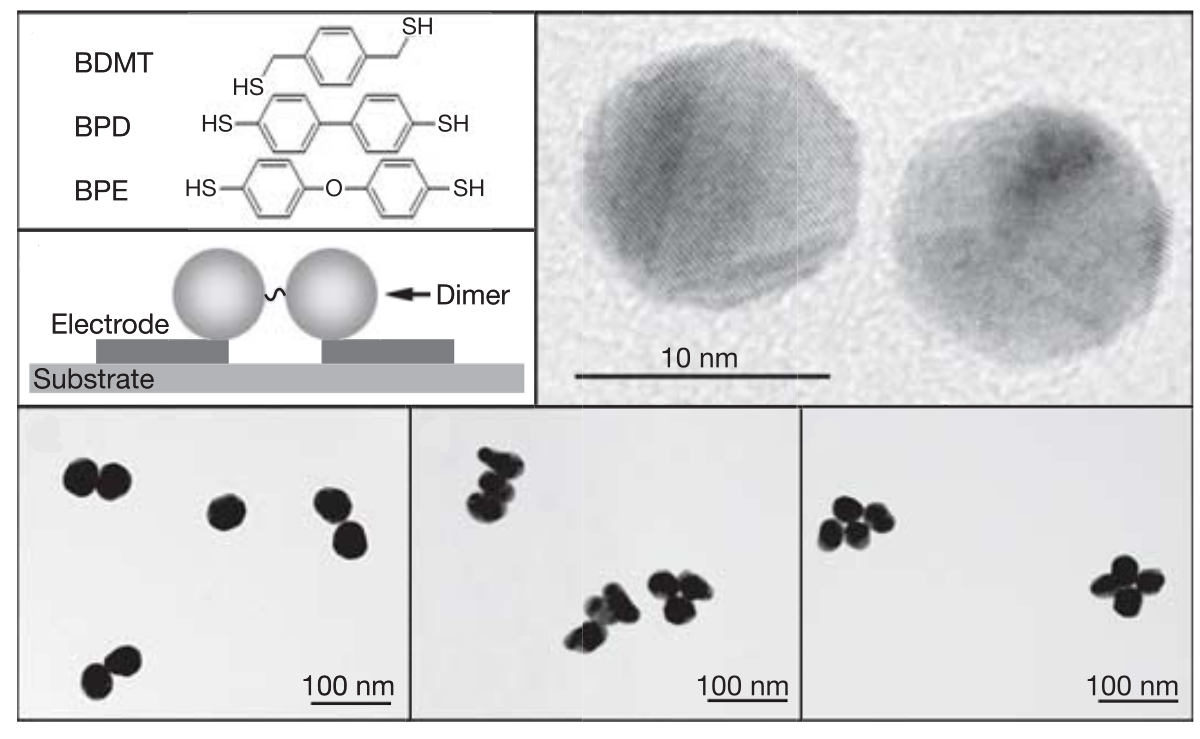 BDMT
SH
HS
BPD
HS
SH
BPE
HS
O
SH
Dimer
Electrode
Substrate
10 nm
100 nm
100 nm
100 nm